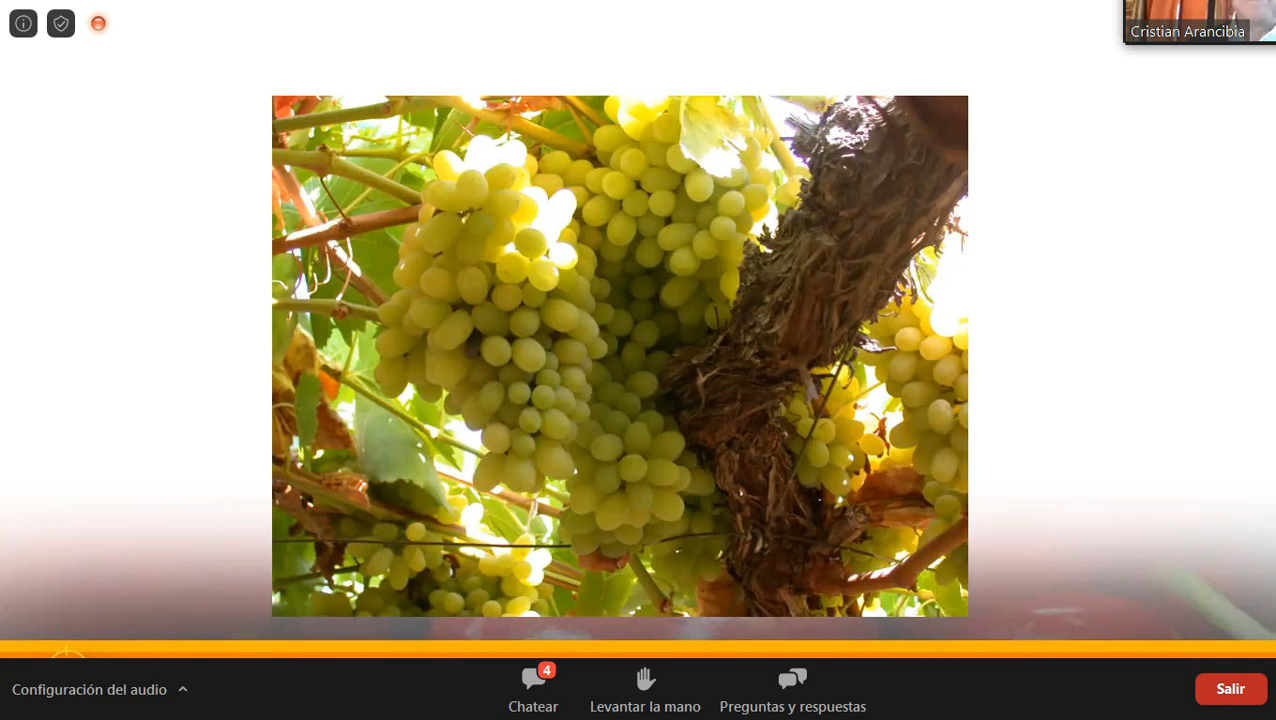 Cristian Arancibia
Configuración del audio
4
Chatear
Levantar la mano
Preguntas y respuestas
Salir